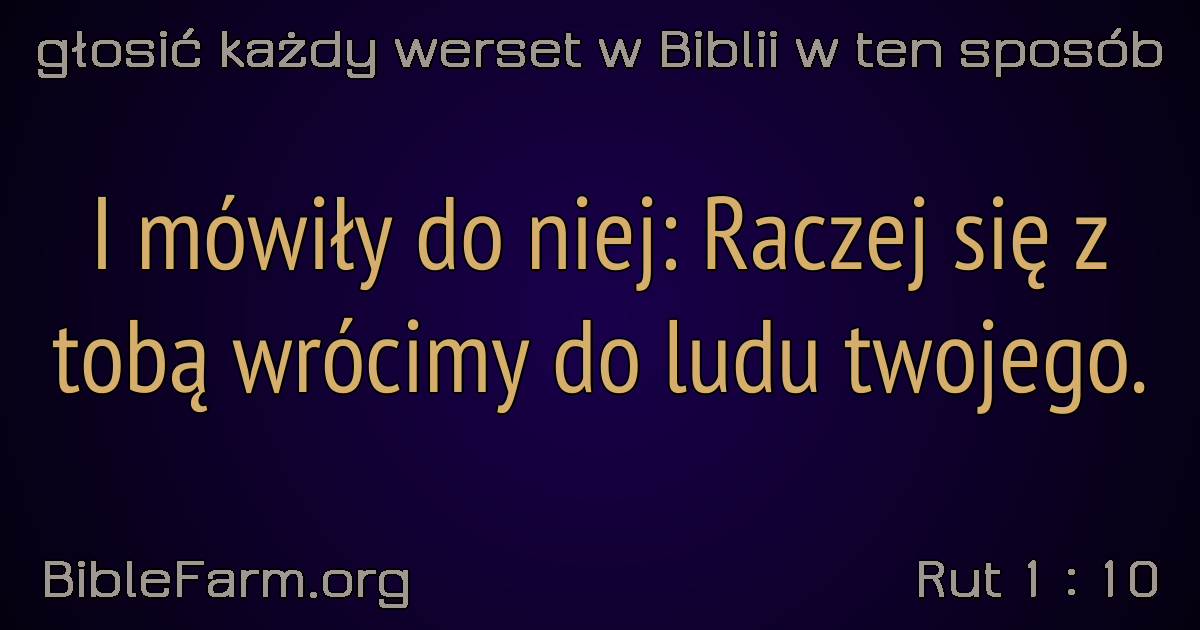 głosić każdy werset w Biblii w ten sposób
I mówiły do niej: Raczej się z
tobą wrócimy do ludu twojego.
BibleFarm.org
Rut 1 : 10